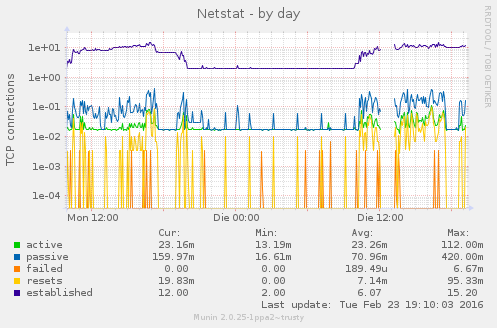 Netstat - by day
RRDTOOL / TOBI OETIKER
TCP connections
1e+01
1e+00
1e-01
1e-02
1e-03
1e-04
Mon 12:00 Die 00:00 Die 12:00
Cur: Min: Avg: Max:
active 23.16m 13.19m 23.26m 112.00m
passive 159.97m 16.61m 70.96m 420.00m
failed 0.00 0.00 189.49u 6.67m
resets 19.83m 0.00 7.14m 95.33m
established 12.00 2.00 6.07 15.20
Last update: Tue Feb 23 19:10:03 2016
Munin 2.0.25-1ppa2~trusty